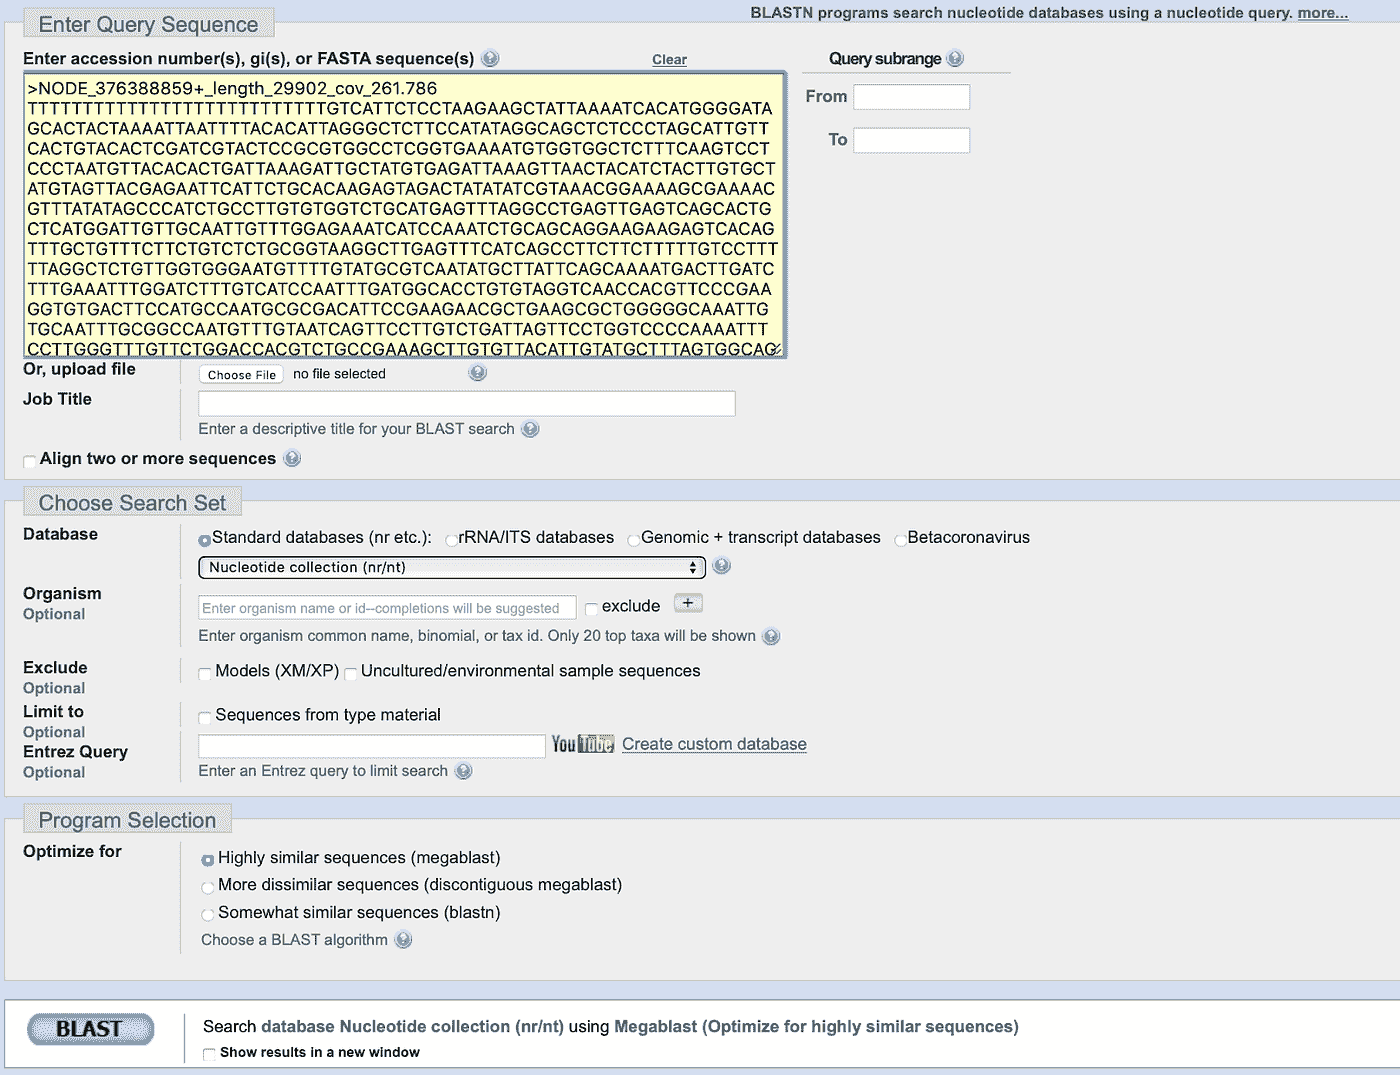 BLASTN programs search nucleotide databases using a nucleotide query. more...
Enter Query Sequence
Enter accession number(s), gi(s), or FASTA sequence(s)
Clear
Query subrange
>NODE_376388859+_length_29902_cov_261.786
TTTTTTTTTTTTTTTTTTTTTTTTTTTGTCATTCTCCTAAGAAGCTATTAAAATCACATGGGGATA
GCACTACTAAAATTAATTTTACACATTAGGGCTCTTCCATATAGGCAGCTCTCCCTAGCATTGTT
CACTGTACACTCGATCGTACTCCGCGTGGCCTCGGTGAAAATGTGGTGGCTCTTTCAAGTCCT
CCCCTAATGTTACACACTGATTAAAGATTGCTATGTGAGATTAAAGTTAACTACATCTACTTGTGCT
ATGTAGTTACGAGAATTCATTCTGCACAAGAGTAGACTATATATCGTAAACGGAAAAGCGAAAAC
GTTTATATAGCCCATCTGCCTTGTGTGGTCTGCATGAGTTTAGGCCTGAGTTGAGTCAGCACTG
CTCATGGATTGTTGCAATTGTTTGGAGAAATCATCCAAATCTGCAGCAGGAAGAAGAGTCACAG
TTTGCTGTTTCTTCTGTCTCTGCGGTAAGGCTTGAGTTTCATCAGCCTTCTTCTTTTTGTCCTTT
TTAGGCTCTGTTGGTGGGAATGTTTTGTATGCGTCAATATGCTTATTCAGCAAAATGACTTGATC
TTTGAAATTTGGATCTTTGTCATCCAATTTGATGGCACCTGTGTAGGTCAACCACGTTCCCGAA
GGTGTGACTTCCATGCCAATGCGCGACATTCCGAAGAACGCTGAAGCGCTGGGGGCAAATTG
TGCAATTTGCGGCCAATGTTTGTAATCAGTTCCTTGTCTGATTAGTTCCTGGTCCCCAAAATTT
CCTTGGGTTTGTTCTGGACCACGTCTGCCGAAAGCTTGTGTTACATTGTATGCTTTAGTGGCAG
From
To
Or, upload file
Choose File no file selected
Job Title
Enter a descriptive title for your BLAST search
Align two or more sequences
Choose Search Set
Database
Standard databases (nr etc.): rRNA/ITS databases Genomic + transcript databases Betacoronavirus
Nucleotide collection (nr/nt)
Organism
Optional
Enter organism name or id--completions will be suggested exclude +
Enter organism common name, binomial, or tax id. Only 20 top taxa will be shown
Exclude
Optional
Models (XM/XP) Uncultured/environmental sample sequences
Limit to
Optional
Sequences from type material
Entrez Query
Optional
YouTube Create custom database
Enter an Entrez query to limit search
Program Selection
Optimize for
Highly similar sequences (megablast)
More dissimilar sequences (discontiguous megablast)
Somewhat similar sequences (blastn)
Choose a BLAST algorithm
BLAST
Search database Nucleotide collection (nr/nt) using Megablast (Optimize for highly similar sequences)
Show results in a new window